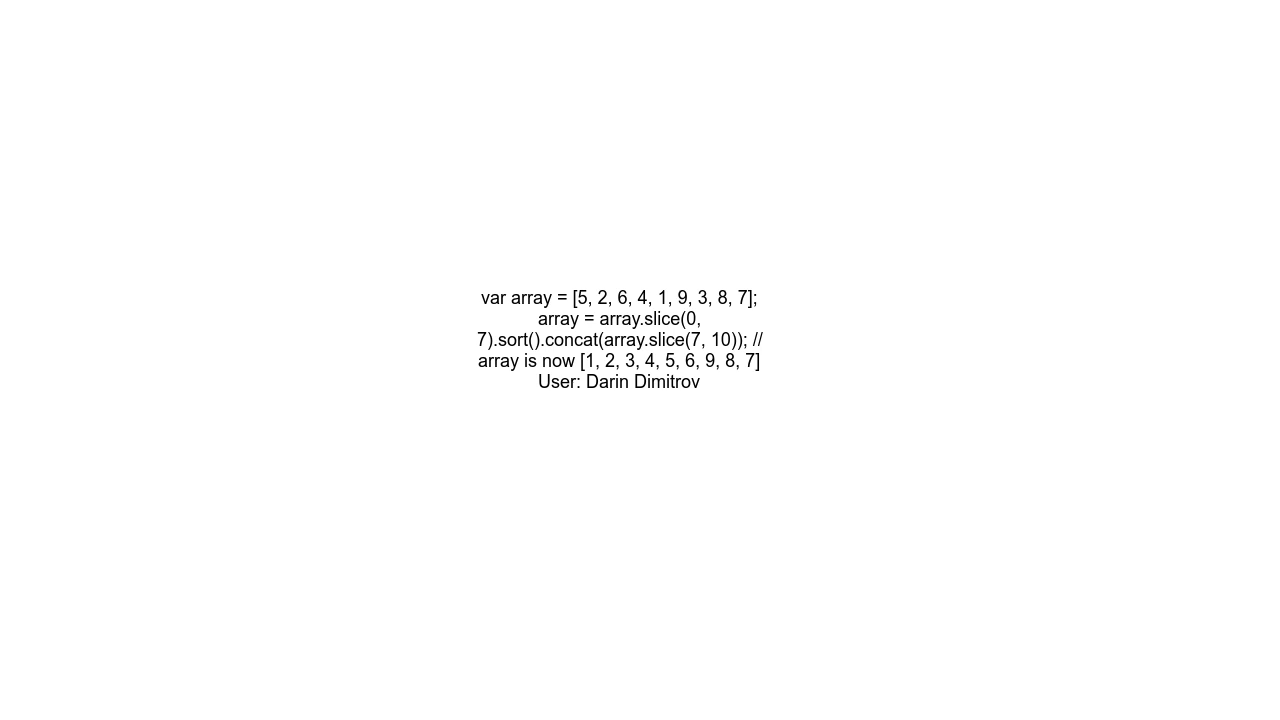 var array = [5, 2, 6, 4, 1, 9, 3, 8, 7];
array = array.slice(0,
7).sort().concat(array.slice(7, 10)); //
array is now [1, 2, 3, 4, 5, 6, 9, 8, 7]
User: Darin Dimitrov